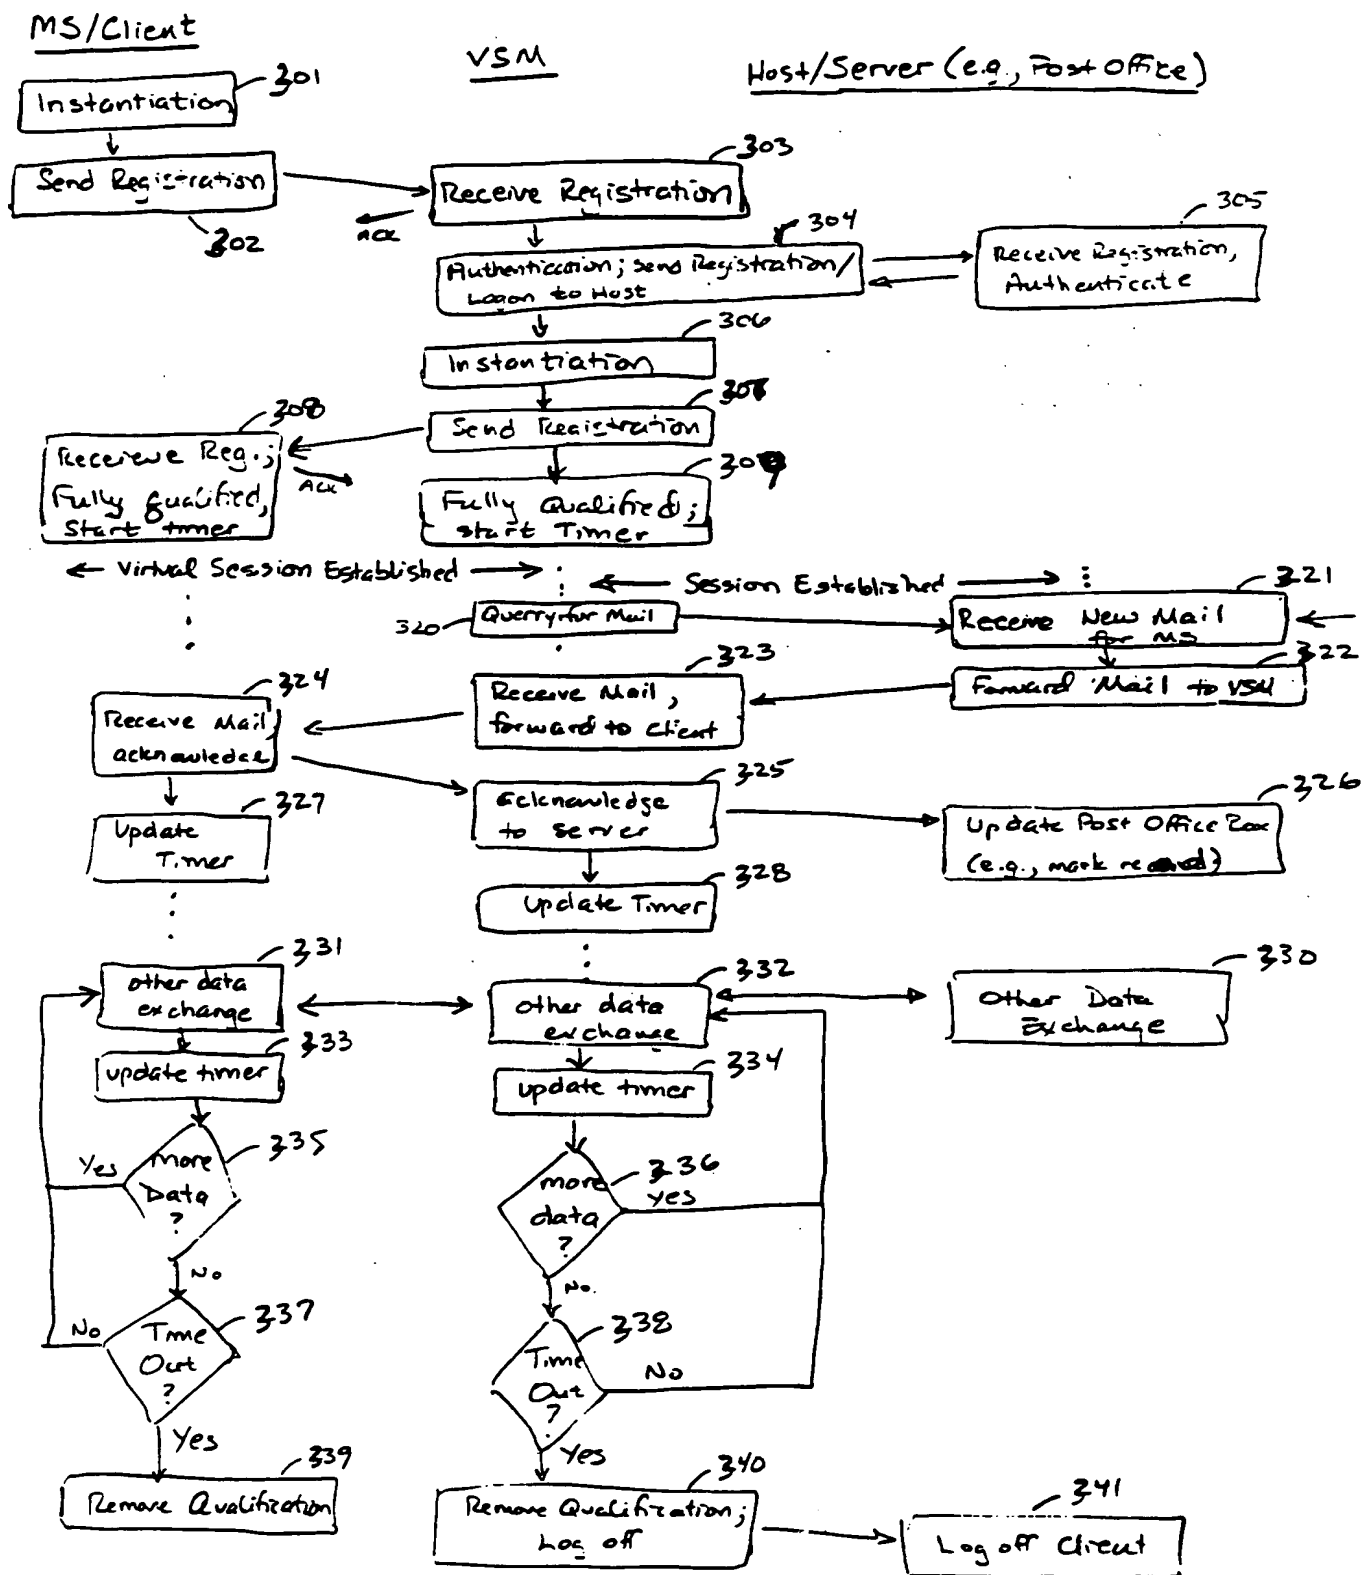 MS/Client
VSM
Host/Server (e.g., Post Office)
301
Instantiation
Send Registration
302
303
Receive Registration
ACK
304
Authentication; send Registration/
Logon to Host
305
Receive Registration,
Authenticate
306
Instantiation
307
Send Registration
308
Receieve Reg.;
Fully Qualified,
Start timer
ACK
309
Fully Qualified;
start Timer
← Virtual Session Established →
← Session Established →
320
Querry for Mail
321
Receive New Mail
for MS
322
Forward Mail to VSM
323
Receive Mail,
forward to client
324
Receive Mail,
acknowledge
325
acknowledge
to server
326
Update Post Office Box
(e.g., mark
327
Update
Timer
328
Update Timer
330
Other Data
Exchange
331
other data
exchange
332
other data
exchange
333
update timer
334
update timer
335
More
Data
?
Yes
No
336
more
data
?
yes
No
337
Time
Out
?
No
Yes
338
Time
Out
?
No
Yes
339
Remove Qualification
340
Remove Qualification;
Log off
341
Log off Client